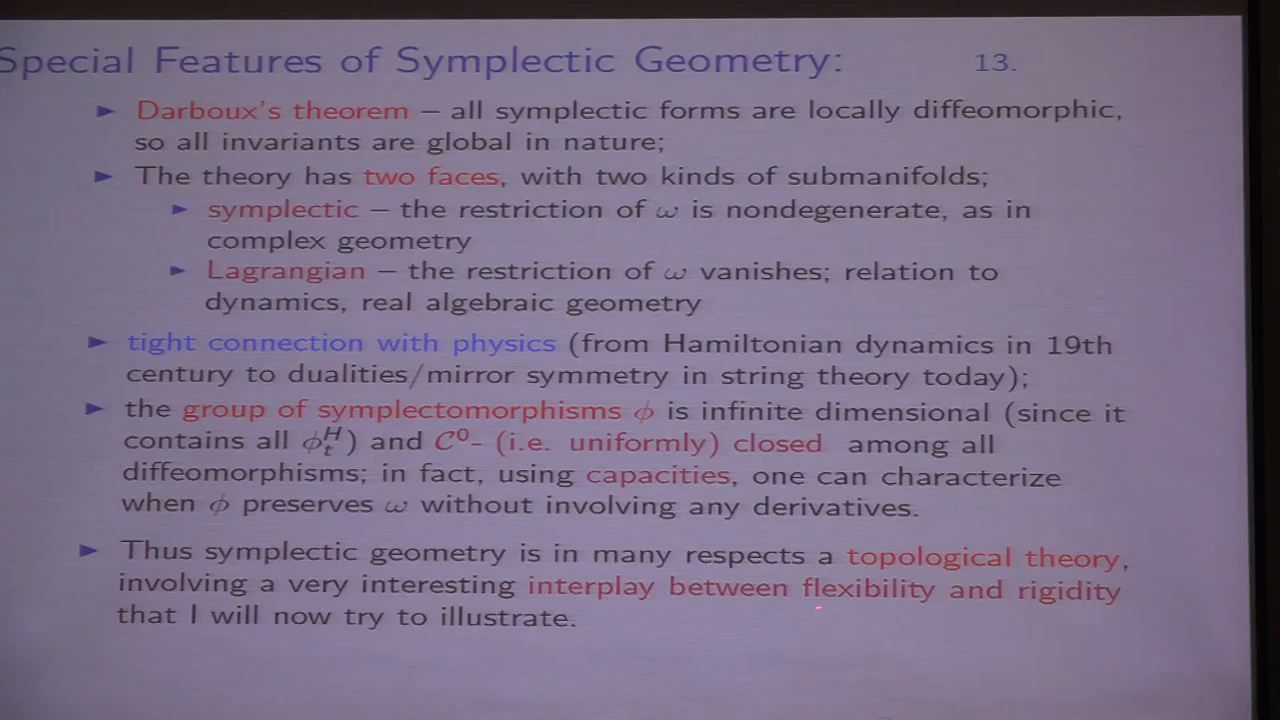 Special Features of Symplectic Geometry: 13.
▶ Darboux's theorem – all symplectic forms are locally diffeomorphic,
so all invariants are global in nature;
▶ The theory has two faces, with two kinds of submanifolds;
▶ symplectic – the restriction of ω is nondegenerate, as in
complex geometry
▶ Lagrangian – the restriction of ω vanishes; relation to
dynamics, real algebraic geometry
▶ tight connection with physics (from Hamiltonian dynamics in 19th
century to dualities/mirror symmetry in string theory today);
▶ the group of symplectomorphisms ϕ is infinite dimensional (since it
contains all ϕₜᴴ) and C⁰– (i.e. uniformly) closed among all
diffeomorphisms; in fact, using capacities, one can characterize
when ϕ preserves ω without involving any derivatives.
▶ Thus symplectic geometry is in many respects a topological theory,
involving a very interesting interplay between flexibility and rigidity
that I will now try to illustrate.